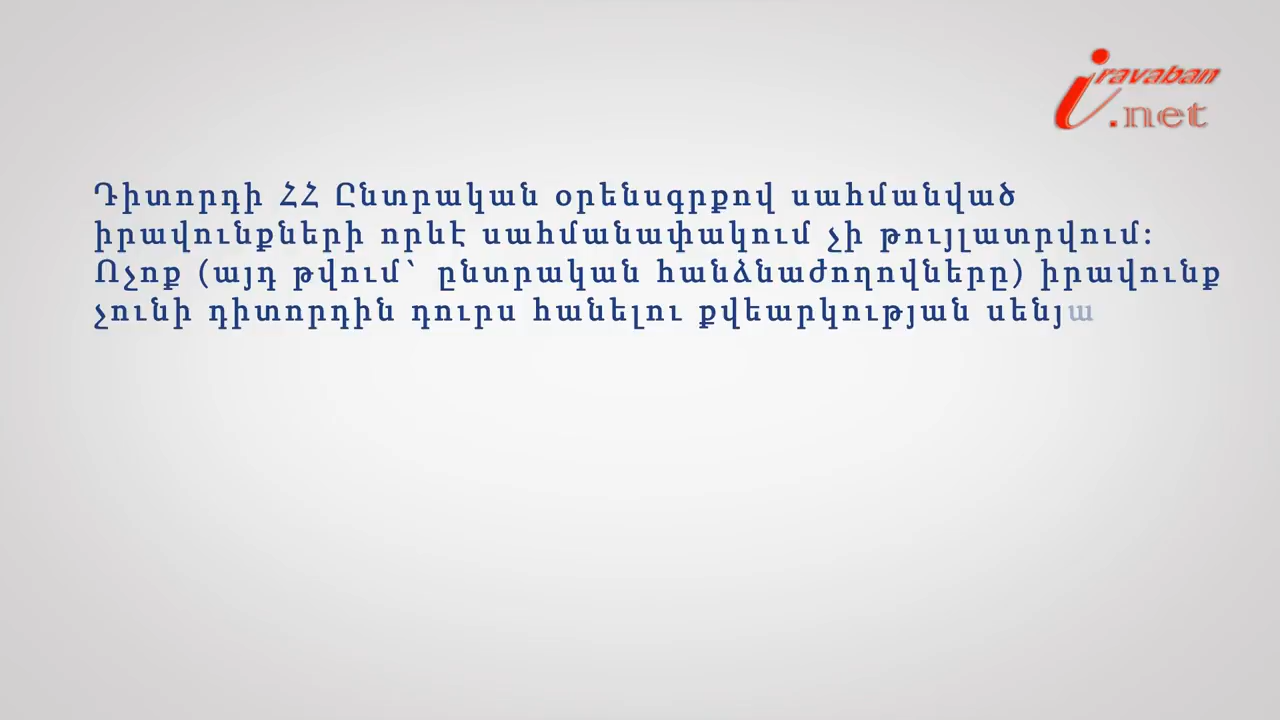 iravaban
.net
Դիտորդի ՀՀ Ընտրական օրենսգրքով սահմանված
իրավունքների որևէ սահմանափակում չի թույլատրվում:
Ոչոք (այդ թվում` ընտրական հանձնաժողովները) իրավունք
չունի դիտորդին դուրս հանելու քվեարկության սենյա